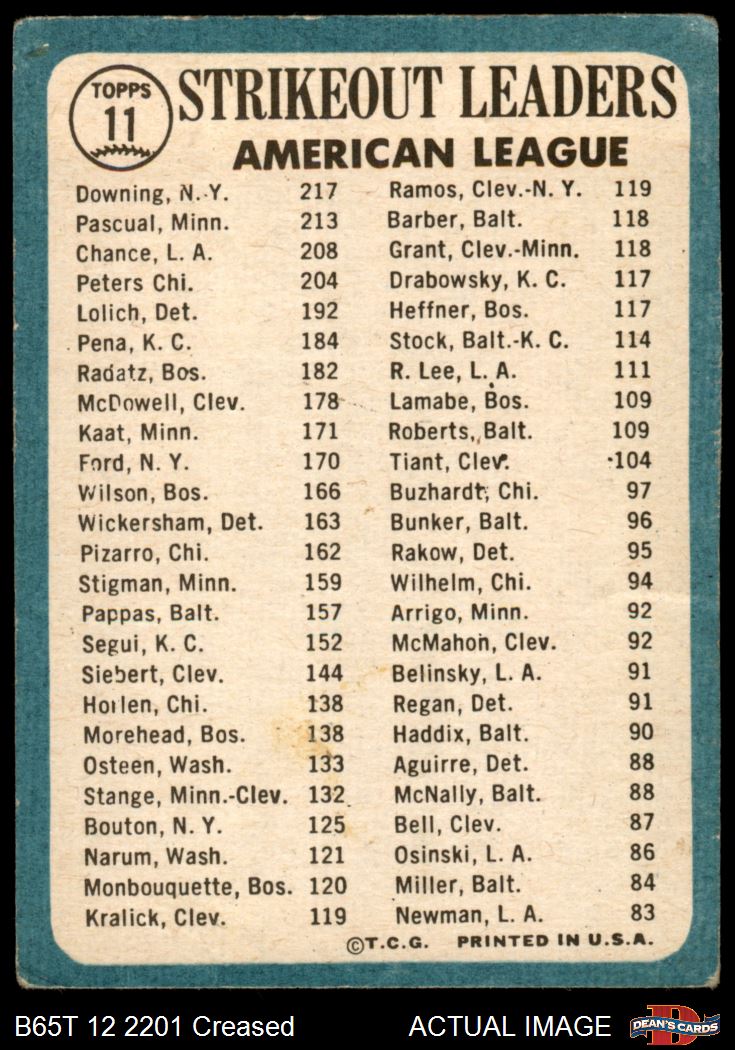 TOPPS
11
STRIKEOUT LEADERS
AMERICAN LEAGUE
Downing, N. Y. 217
Pascual, Minn. 213
Chance, L. A. 208
Peters Chi. 204
Lolich, Det. 192
Pena, K. C. 184
Radatz, Bos. 182
McDowell, Clev. 178
Kaat, Minn. 171
Ford, N. Y. 170
Wilson, Bos. 166
Wickersham, Det. 163
Pizarro, Chi. 162
Stigman, Minn. 159
Pappas, Balt. 157
Segui, K. C. 152
Siebert, Clev. 144
Horlen, Chi. 138
Morehead, Bos. 138
Osteen, Wash. 133
Stange, Minn.-Clev. 132
Bouton, N. Y. 125
Narum, Wash. 121
Monbouquette, Bos. 120
Kralick, Clev. 119
Ramos, Clev.-N. Y. 119
Barber, Balt. 118
Grant, Clev.-Minn. 118
Drabowsky, K. C. 117
Heffner, Bos. 117
Stock, Balt.-K. C. 114
R. Lee, L. A. 111
Lamabe, Bos. 109
Roberts, Balt. 109
Tiant, Clev. 104
Buzhardt, Chi. 97
Bunker, Balt. 96
Rakow, Det. 95
Wilhelm, Chi. 94
Arrigo, Minn. 92
McMahon, Clev. 92
Belinsky, L. A. 91
Regan, Det. 91
Haddix, Balt. 90
Aguirre, Det. 88
McNally, Balt. 88
Bell, Clev. 87
Osinski, L. A. 86
Miller, Balt. 84
Newman, L. A. 83
©T.C.G. PRINTED IN U.S.A.
B65T 12 2201 Creased
ACTUAL IMAGE
DEAN'S CARDS